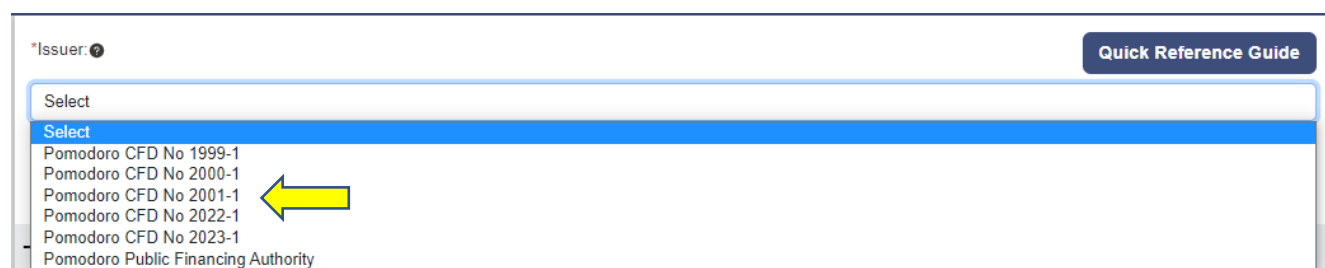 *Issuer:
Quick Reference Guide
Select
Select
Pomodoro CFD No 1999-1
Pomodoro CFD No 2000-1
Pomodoro CFD No 2001-1
Pomodoro CFD No 2022-1
Pomodoro CFD No 2023-1
Pomodoro Public Financing Authority